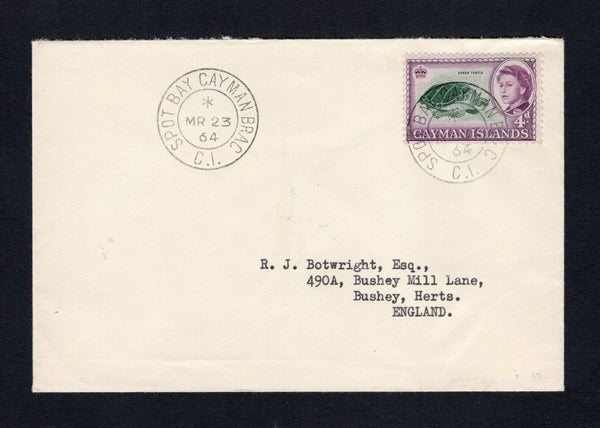 SPOT BAY CAYMAN BRAC
*
MR 23
64
C.I.
GREEN TURTLE
4d
CAYMAN ISLANDS
64
C.I.
R. J. Botwright, Esq.,
490A, Bushey Mill Lane,
Bushey, Herts.
ENGLAND.